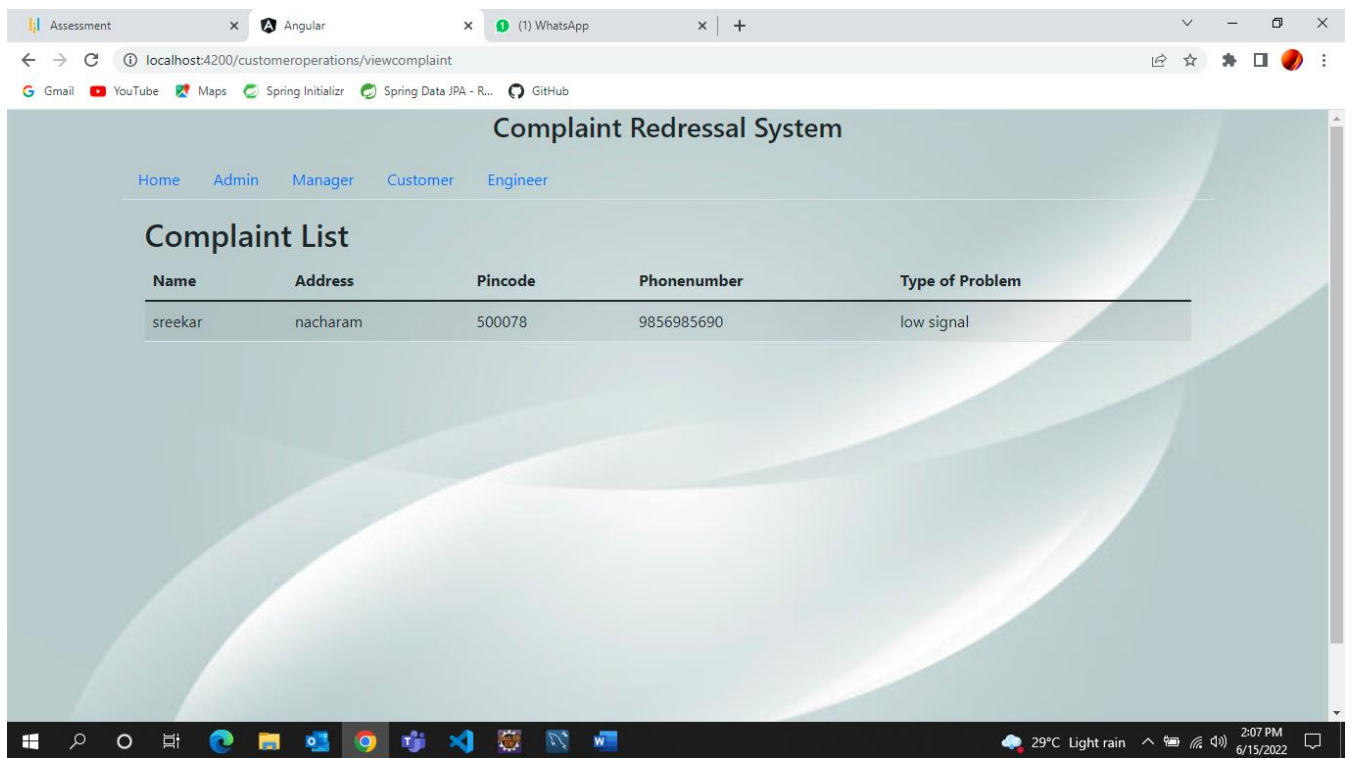 Assessment Angular (1) WhatsApp
localhost:4200/customeroperations/viewcomplaint
Gmail YouTube Maps Spring Initializr Spring Data JPA - R... GitHub
Complaint Redressal System
Home Admin Manager Customer Engineer
Complaint List
Name Address Pincode Phonenumber Type of Problem
sreekar nacharam 500078 9856985690 low signal
29°C Light rain 2:07 PM
6/15/2022